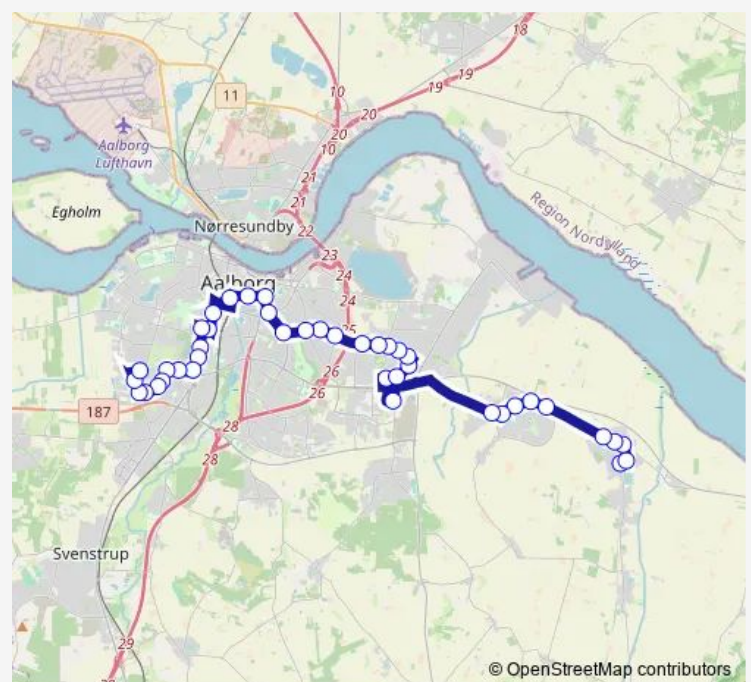 18
19
19
10
20
20
10
11
Aalborg
Lufthavn
21
Egholm
21
Region Nordjylland
Nørresundby
22
23
Aalborg
24
24
25
26
187
26
28
28
Svenstrup
29
© OpenStreetMap contributors